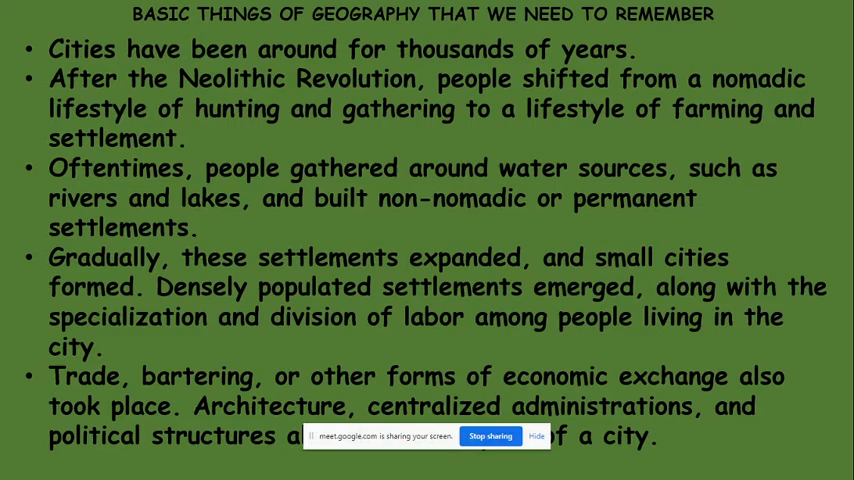 BASIC THINGS OF GEOGRAPHY THAT WE NEED TO REMEMBER
• Cities have been around for thousands of years.
• After the Neolithic Revolution, people shifted from a nomadic
lifestyle of hunting and gathering to a lifestyle of farming and
settlement.
• Oftentimes, people gathered around water sources, such as
rivers and lakes, and built non-nomadic or permanent
settlements.
• Gradually, these settlements expanded, and small cities
formed. Densely populated settlements emerged, along with the
specialization and division of labor among people living in the
city.
• Trade, bartering, or other forms of economic exchange also
took place. Architecture, centralized administrations, and
political structures of a city.
meet.google.com is sharing your screen. Stop sharing Hide